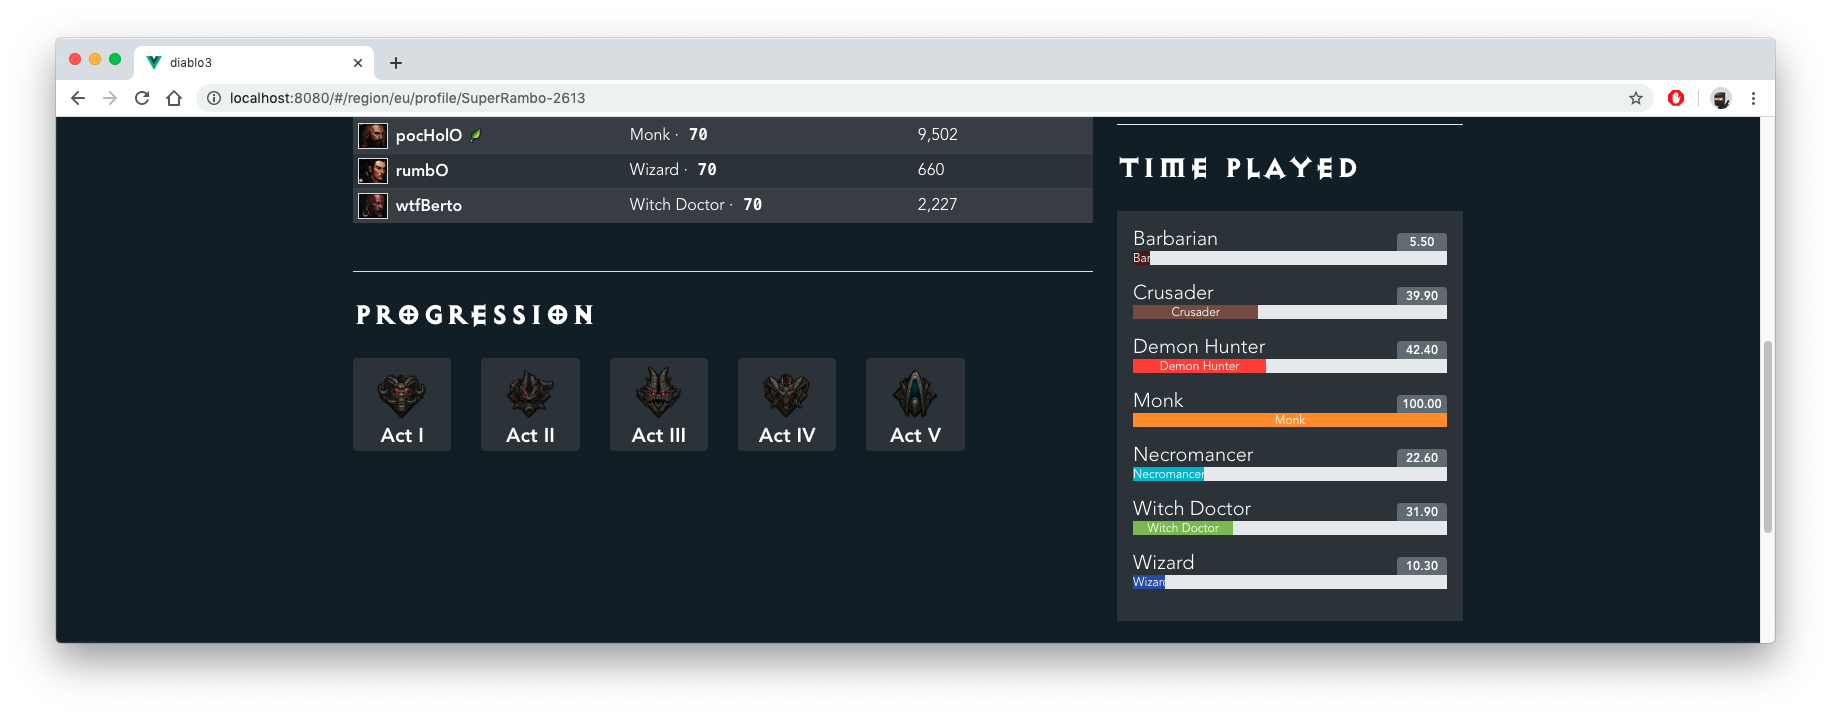 diablo3
localhost:8080/#/region/eu/profile/SuperRambo-2613
pocHolO Monk · 70 9,502
rumbO Wizard · 70 660
wtfBerto Witch Doctor · 70 2,227
PROGRESSION
Act I
Act II
Act III
Act IV
Act V
TIME PLAYED
Barbarian 5.50
Bar
Crusader 39.90
Crusader
Demon Hunter 42.40
Demon Hunter
Monk 100.00
Monk
Necromancer 22.60
Necromancer
Witch Doctor 31.90
Witch Doctor
Wizard 10.30
Wizard